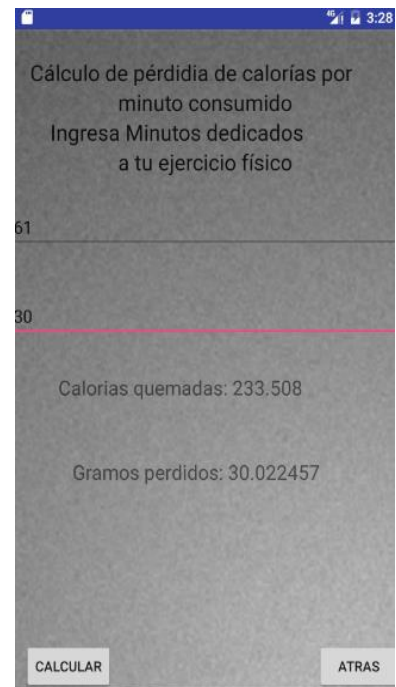 4G 3:28
Cálculo de pérdidia de calorías por
minuto consumido
Ingresa Minutos dedicados
a tu ejercicio físico
61
30
Calorias quemadas: 233.508
Gramos perdidos: 30.022457
CALCULAR ATRAS